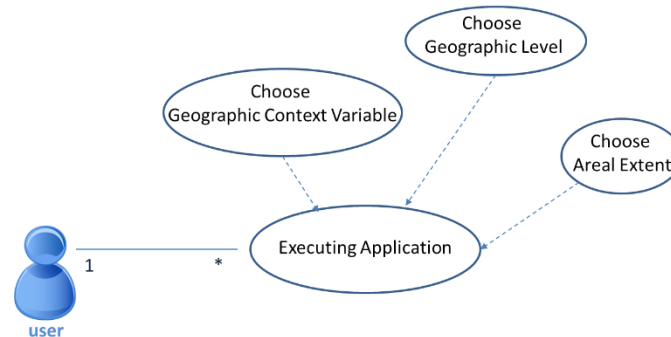 Choose
Geographic Level
Choose
Geographic Context Variable
Choose
Areal Extent
Executing Application
1
*
user